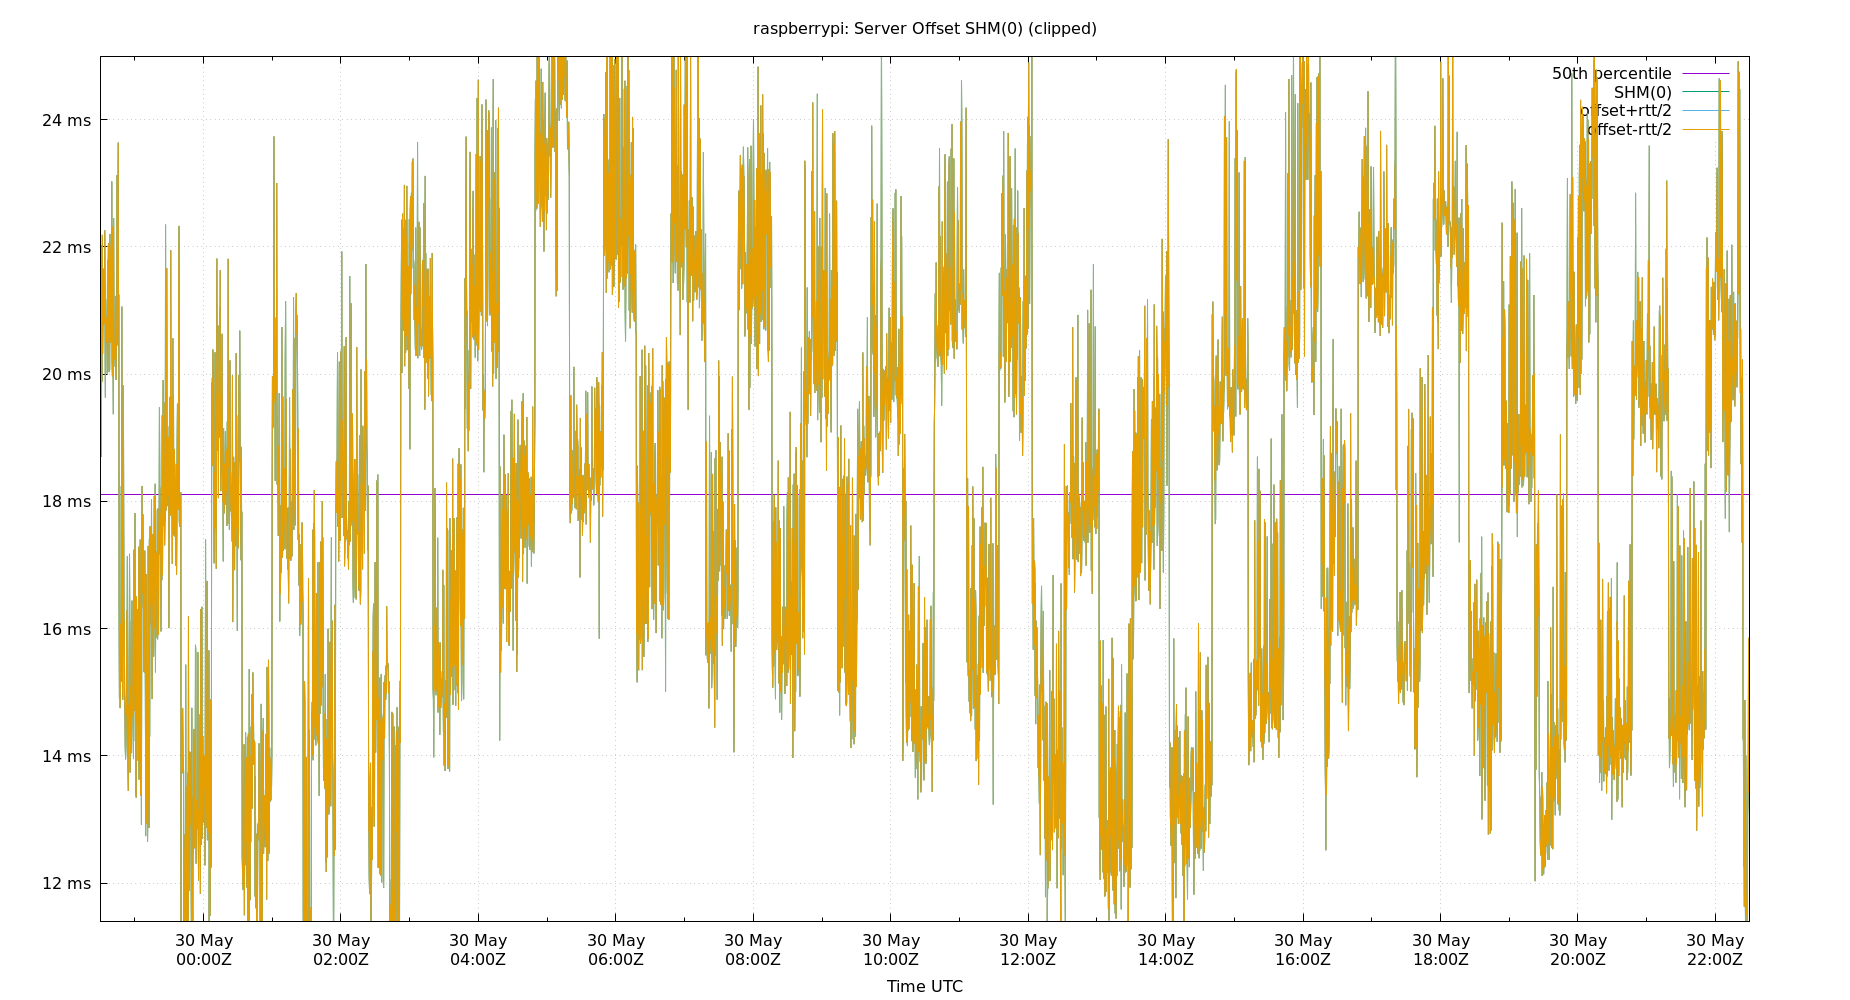 raspberrypi: Server Offset SHM(0) (clipped)
50th percentile
SHM(0)
offset+rtt/2
offset-rtt/2
24 ms
22 ms
20 ms
18 ms
16 ms
14 ms
12 ms
30 May 30 May 30 May 30 May 30 May 30 May 30 May 30 May 30 May 30 May 30 May 30 May
00:00Z 02:00Z 04:00Z 06:00Z 08:00Z 10:00Z 12:00Z 14:00Z 16:00Z 18:00Z 20:00Z 22:00Z
Time UTC